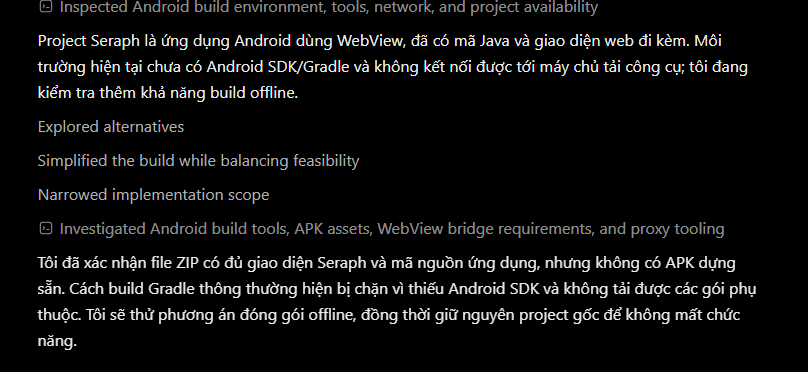 Inspected Android build environment, tools, network, and project availability
Project Seraph là ứng dụng Android dùng WebView, đã có mã Java và giao diện web đi kèm. Môi
trường hiện tại chưa có Android SDK/Gradle và không kết nối được tới máy chủ tải công cụ; tôi đang
kiểm tra thêm khả năng build offline.
Explored alternatives
Simplified the build while balancing feasibility
Narrowed implementation scope
Investigated Android build tools, APK assets, WebView bridge requirements, and proxy tooling
Tôi đã xác nhận file ZIP có đủ giao diện Seraph và mã nguồn ứng dụng, nhưng không có APK dựng
sẵn. Cách build Gradle thông thường hiện bị chặn vì thiếu Android SDK và không tải được các gói phụ
thuộc. Tôi sẽ thử phương án đóng gói offline, đồng thời giữ nguyên project gốc để không mất chức
năng.